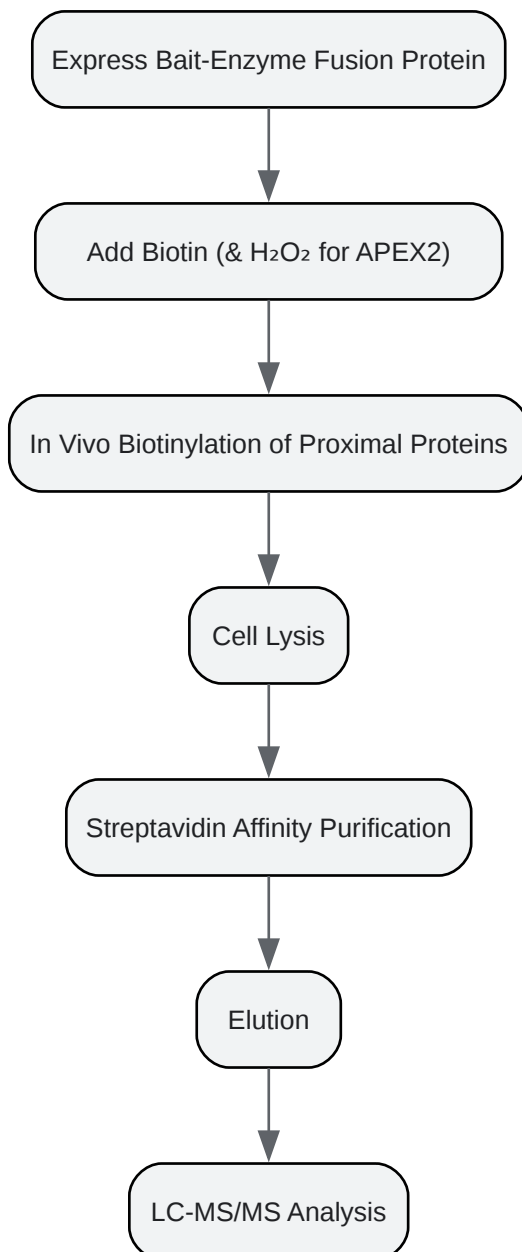 Express Bait-Enzyme Fusion Protein
Add Biotin (& H₂O₂ for APEX2)
In Vivo Biotinylation of Proximal Proteins
Cell Lysis
Streptavidin Affinity Purification
Elution
LC-MS/MS Analysis